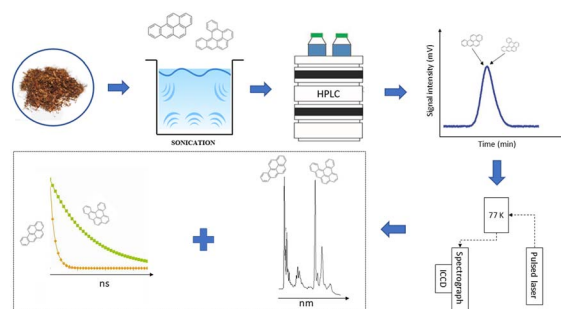 SONICATION
HPLC
Signal intensity (mV)
Time (min)
77 K
Spectrograph
ICCD
Pulsed laser
ns
nm